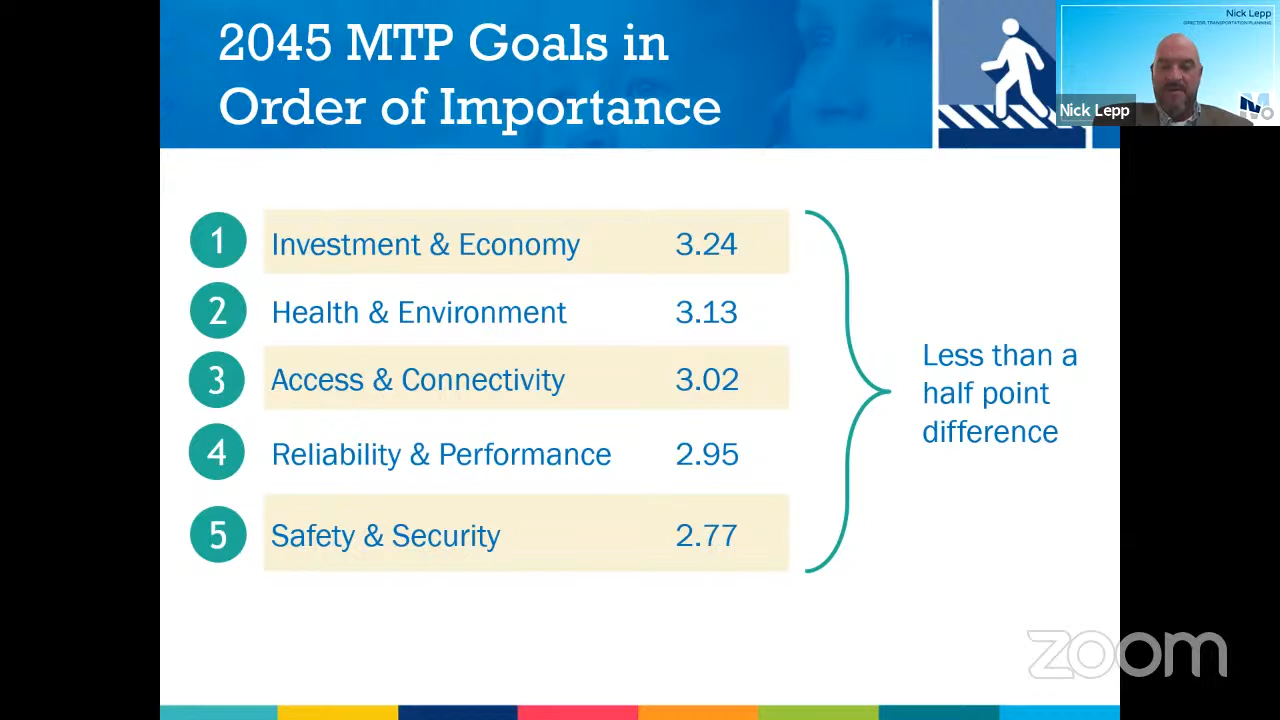 2045 MTP Goals in
Order of Importance
Nick Lepp
DIRECTOR, TRANSPORTATION PLANNING
Nick Lepp
1 Investment & Economy 3.24
2 Health & Environment 3.13
3 Access & Connectivity 3.02
4 Reliability & Performance 2.95
5 Safety & Security 2.77
Less than a
half point
difference
zoom